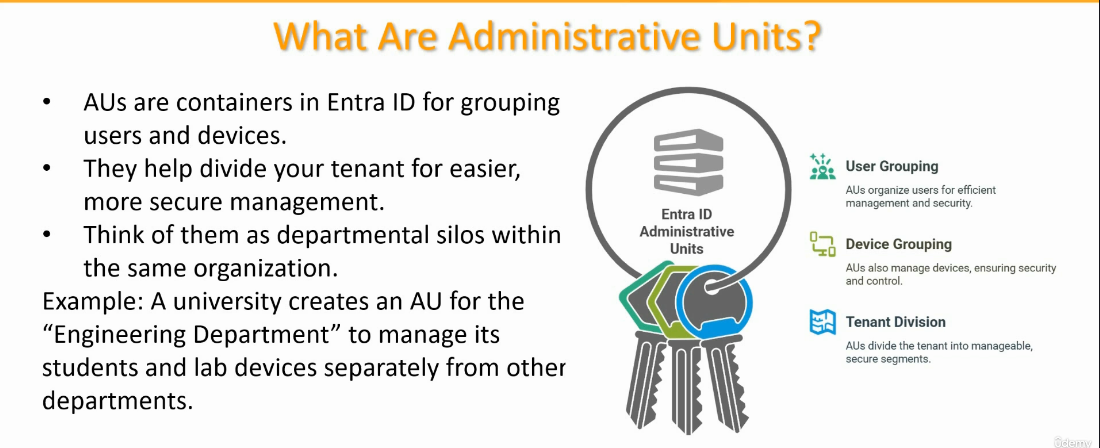 What Are Administrative Units?
• AUs are containers in Entra ID for grouping
users and devices.
• They help divide your tenant for easier,
more secure management.
• Think of them as departmental silos within
the same organization.
Example: A university creates an AU for the
“Engineering Department” to manage its
students and lab devices separately from other
departments.
Entra ID
Administrative
Units
User Grouping
AUs organize users for efficient
management and security.
Device Grouping
AUs also manage devices, ensuring security
and control.
Tenant Division
AUs divide the tenant into manageable,
secure segments.
ûdemy